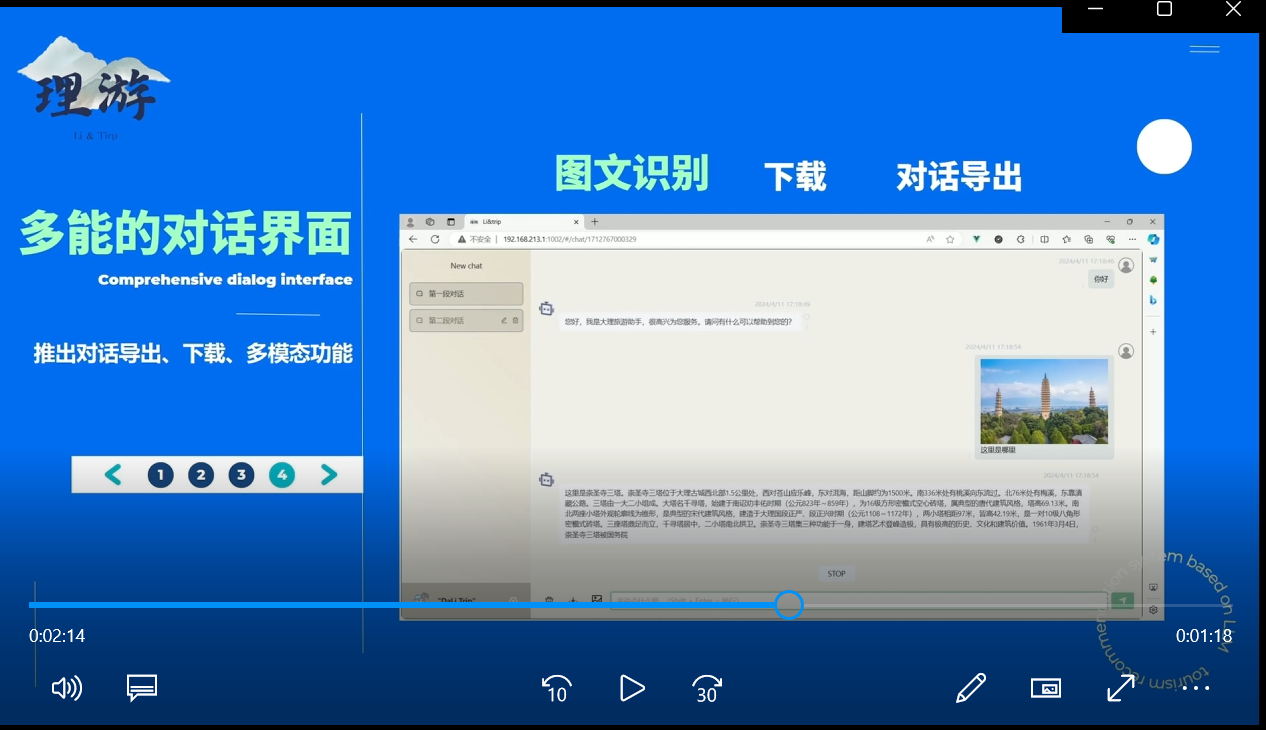 理游
Li & Trip
多能的对话界面
Comprehensive dialog interface
推出对话导出、下载、多模态功能
1 2 3 4
图文识别 下载 对话导出
Li&trip
不安全 192.168.213.1:1002/#/chat/1712767000329
New chat
第一段对话
第二段对话
2024/4/11 17:18:46
你好
2024/4/11 17:18:49
您好，我是大理旅游助手，很高兴为您服务。请问有什么可以帮助到您的?
2024/4/11 17:18:54
这里是哪里
2024/4/11 17:18:54
这里是崇圣寺三塔。崇圣寺三塔位于大理古城西北部1.5公里处，西对苍山应乐峰，东对洱海，距山脚约为1500米。南336米处有桃溪向东流过。北76米处有梅溪，东靠滇
藏公路。三塔由一大二小组成。大塔名千寻塔，始建于南诏劝丰佑时期（公元823年～859年），为16级方形密檐式空心砖塔，属典型的唐代建筑风格，塔高69.13米。南
北两座小塔外观轮廓线为锥形，是典型的宋代建筑风格，建造于大理国段正严、段正兴时期（公元1108～1172年），两小塔相距97米，皆高42.19米，是一对10级八角形
密檐式砖塔。三座塔鼎足而立，千寻塔居中，二小塔南北拱卫。崇圣寺三塔集三种功能于一身，建塔艺术登峰造极，具有极高的历史、文化和建筑价值。1961年3月4日，
崇圣寺三塔被国务院
STOP
"DaLi Trip"
tourism recommendation system based on LLM
0:02:14
0:01:18
10
30